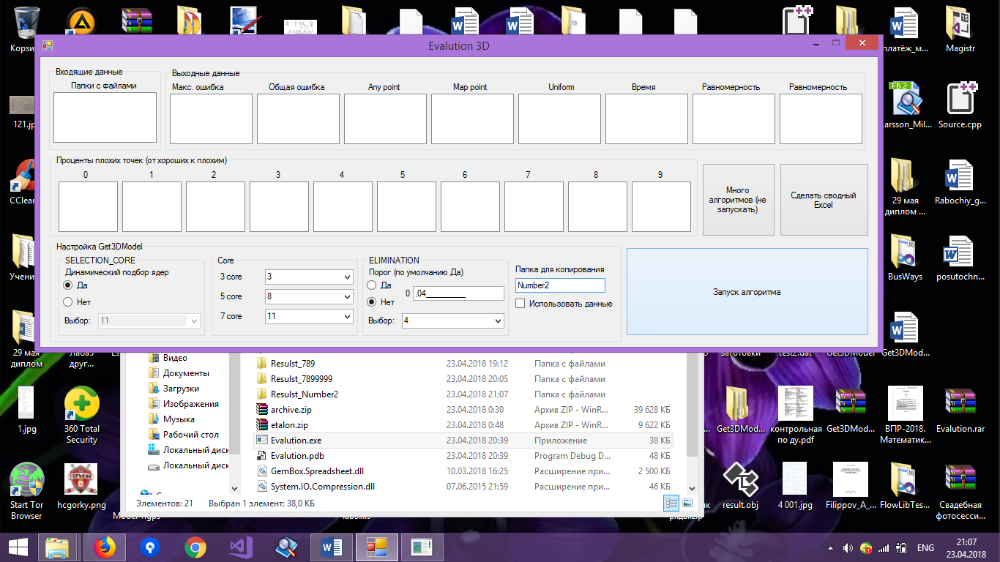 Evalution 3D
Входящие данные
Папки с файлами
Выходные данные
Макс. ошибка
Общая ошибка
Any point
Map point
Uniform
Время
Равномерность
Равномерность
Проценты плохих точек (от хороших к плохим)
0 1 2 3 4 5 6 7 8 9
Много
алгоритмов (не
запускать)
Сделать сводный
Excel
Настройка Get3DModel
SELECTION_CORE
Динамический подбор ядер
Да
Нет
Выбор: 11
Core
3 core 3
5 core 8
7 core 11
ELIMINATION
Порог (по умолчанию Да)
Да
0 ,04__________
Нет
Выбор: 4
Папка для копирования
Number2
Использовать данные
Запуск алгоритма
Видео
Документы
Загрузки
Изображения
Музыка
Рабочий стол
Локальный диск
Локальный диск
Resulst_789 23.04.2018 19:12 Папка с файлами
Resulst_7899999 23.04.2018 20:05 Папка с файлами
Resulst_Number2 23.04.2018 21:07 Папка с файлами
archive.zip 23.04.2018 0:30 Архив ZIP - WinR... 39 628 КБ
etalon.zip 23.04.2018 0:48 Архив ZIP - WinR... 9 622 КБ
Evalution.exe 23.04.2018 20:39 Приложение 38 КБ
Evalution.pdb 23.04.2018 20:39 Program Debug D... 48 КБ
GemBox.Spreadsheet.dll 10.03.2018 16:25 Расширение при... 2 500 КБ
System.IO.Compression.dll 07.06.2015 21:59 Расширение при... 46 КБ
Элементов: 21 Выбран 1 элемент: 38,0 КБ
Корзи
121.jp
CClean
Учени
29 мая
диплом
1.jpg
360 Total
Security
Start Tor
Browser
hcgorky.png
ГОРЬКИЙ
латёж_м...
Magistr
FB 2
arsson_Mil...
Source.cpp
29 мая
диплом ...
Rabochiy_g...
BusWays
posutochn...
заготовки
test2.dat
Get3DModel
Get3DMod...
Get3DMod...
контрольная
по ду.pdf
Get3DMod...
ВПР-2018.
Математик...
Evalution.rar
result.obj
4 001.jpg
Filippov_A_...
FlowLibTes...
Свадебная
фотосесси...
ENG
21:07
23.04.2018